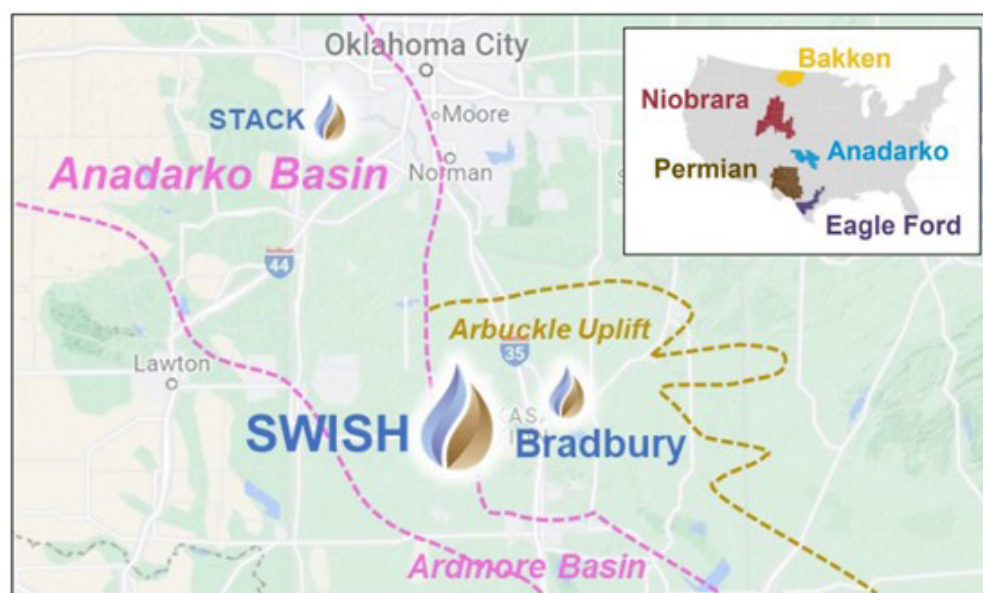 Oklahoma City
STACK
Moore
Anadarko Basin
Norman
44
Arbuckle Uplift
35
Lawton
SWISH
Bradbury
Ardmore Basin
Bakken
Niobrara
Anadarko
Permian
Eagle Ford